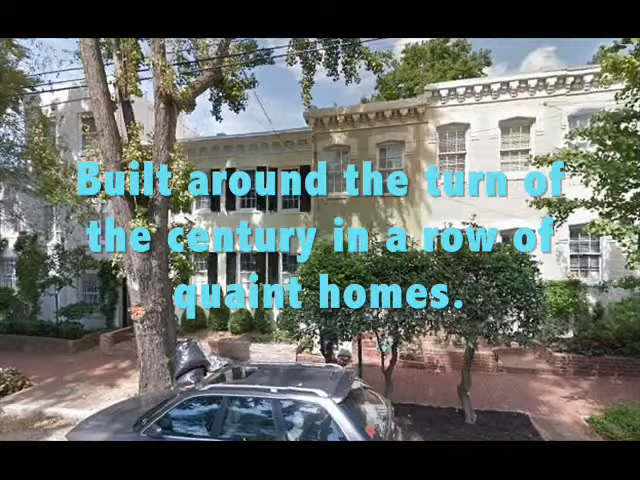 Built around the turn of
the century in a row of
quaint homes.